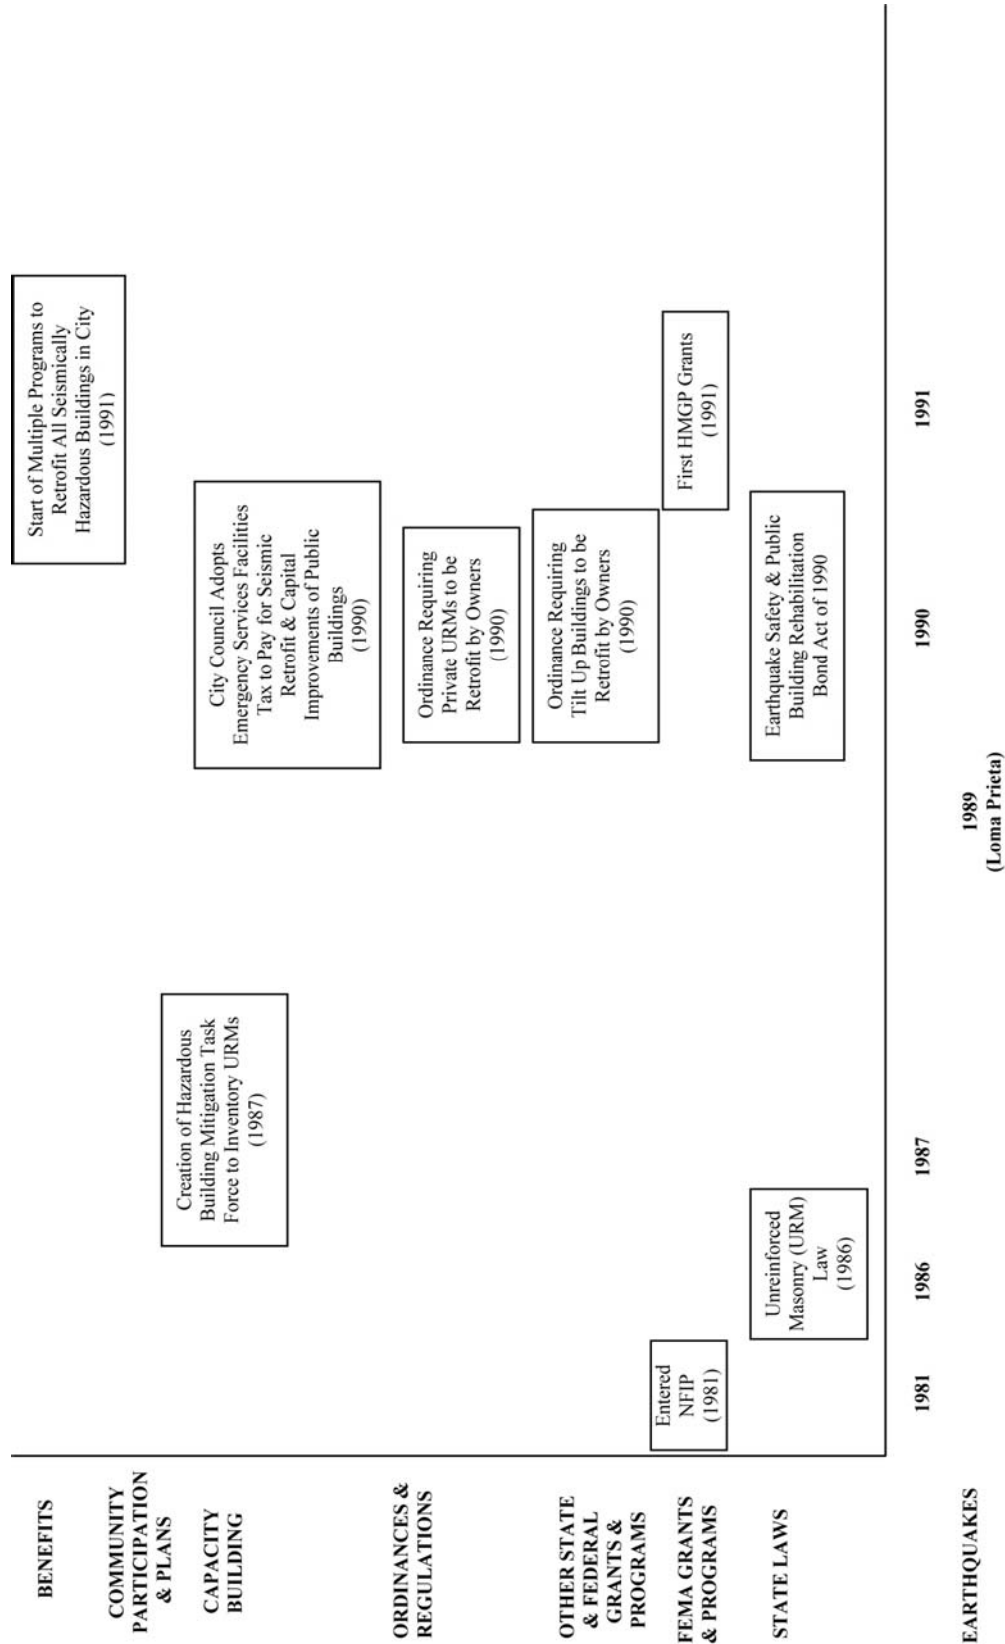 BENEFITS
Start of Multiple Programs to
Retrofit All Seismically
Hazardous Buildings in City
(1991)
COMMUNITY
PARTICIPATION
& PLANS
CAPACITY
BUILDING
Creation of Hazardous
Building Mitigation Task
Force to Inventory URMs
(1987)
City Council Adopts
Emergency Services Facilities
Tax to Pay for Seismic
Retrofit & Capital
Improvements of Public
Buildings
(1990)
ORDINANCES &
REGULATIONS
Ordinance Requiring
Private URMs to be
Retrofit by Owners
(1990)
Ordinance Requiring
Tilt Up Buildings to be
Retrofit by Owners
(1990)
OTHER STATE
& FEDERAL
GRANTS &
PROGRAMS
FEMA GRANTS
& PROGRAMS
Entered
NFIP
(1981)
First HMGP Grants
(1991)
STATE LAWS
Unreinforced
Masonry (URM)
Law
(1986)
Earthquake Safety & Public
Building Rehabilitation
Bond Act of 1990
1981
1986
1987
1990
1991
EARTHQUAKES
1989
(Loma Prieta)